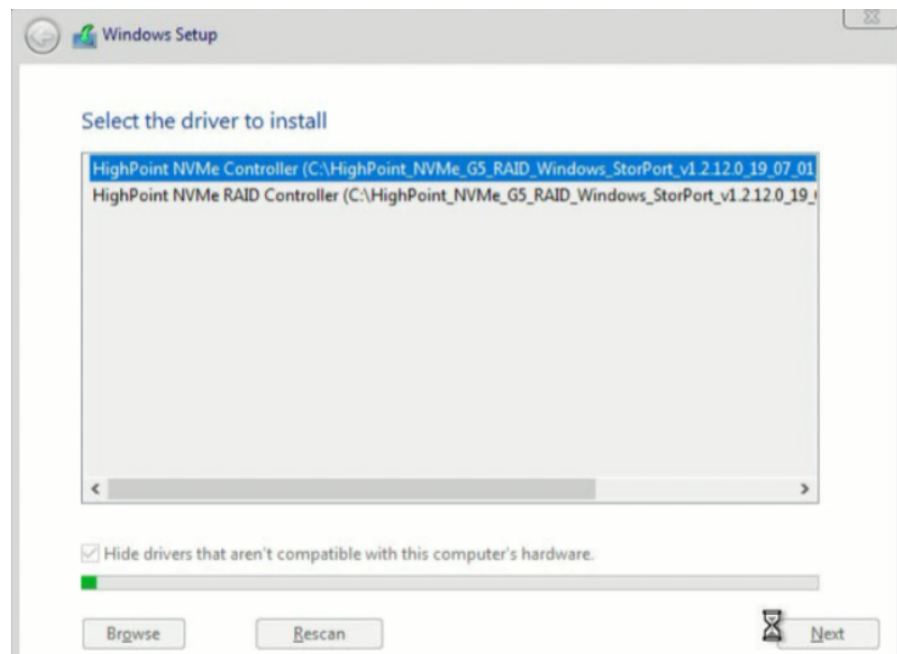 Windows Setup
Select the driver to install
HighPoint NVMe Controller (C:\HighPoint_NVMe_G5_RAID_Windows_StorPort_v1.2.12.0_19_07_01
HighPoint NVMe RAID Controller (C:\HighPoint_NVMe_G5_RAID_Windows_StorPort_v1.2.12.0_19_
Hide drivers that aren't compatible with this computer's hardware.
Browse Rescan Next